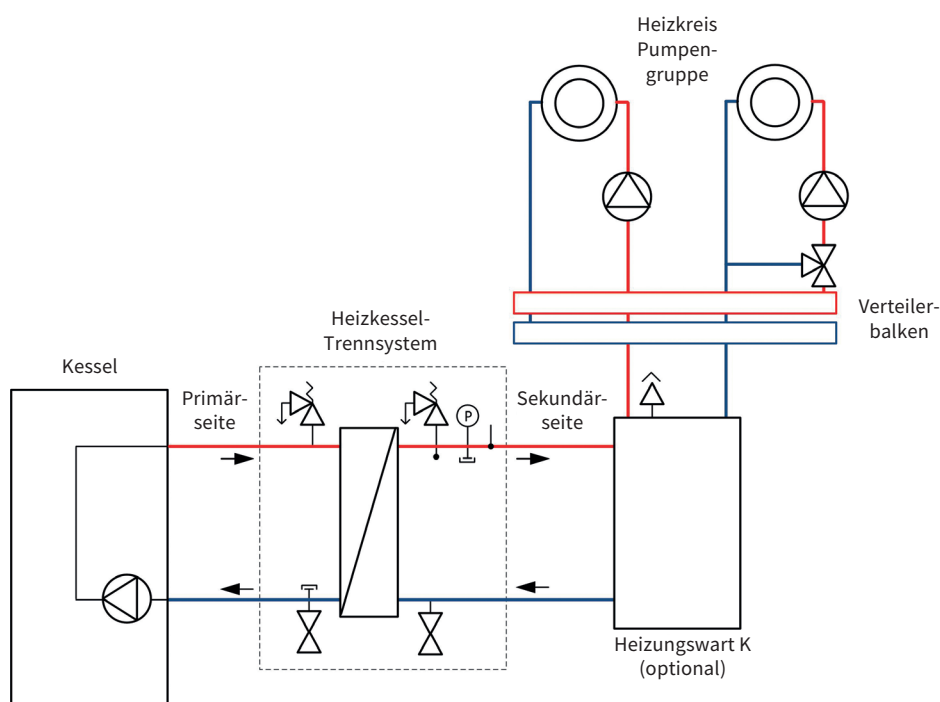 Heizkreis
Pumpen-
gruppe
Verteiler-
balken
Heizkessel-
Trennsystem
Kessel
Primär-
seite
P
Sekundär-
seite
Heizungswart K
(optional)